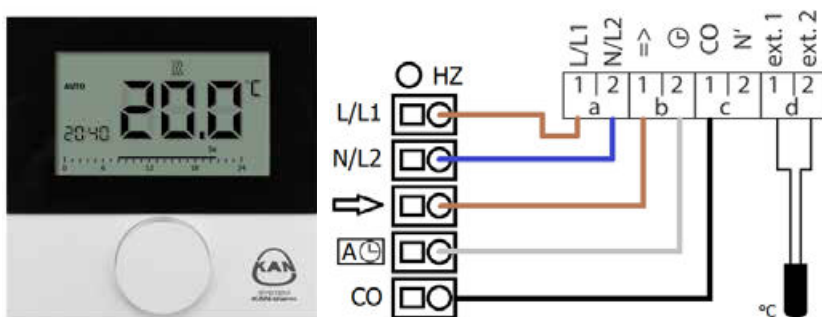 AUTO
20.0 °C
20:40
5a
0 6 12 18 24
KAN
HZ
L/L1
N/L2
A
CO
L/L1 N/L2 => CO N' ext. 1 ext. 2
1 2 1 2 1 2 1 2
a b c d
°C